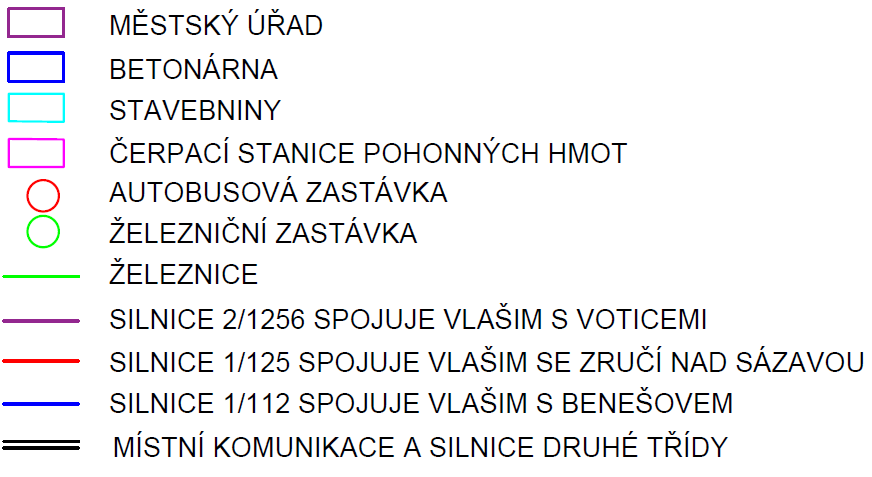 MĚSTSKÝ ÚŘAD
BETONÁRNA
STAVEBNINY
ČERPACÍ STANICE POHONNÝCH HMOT
AUTOBUSOVÁ ZASTÁVKA
ŽELEZNIČNÍ ZASTÁVKA
ŽELEZNICE
SILNICE 2/1256 SPOJUJE VLAŠIM S VOTICEMI
SILNICE 1/125 SPOJUJE VLAŠIM SE ZRUČÍ NAD SÁZAVOU
SILNICE 1/112 SPOJUJE VLAŠIM S BENEŠOVEM
MÍSTNÍ KOMUNIKACE A SILNICE DRUHÉ TŘÍDY